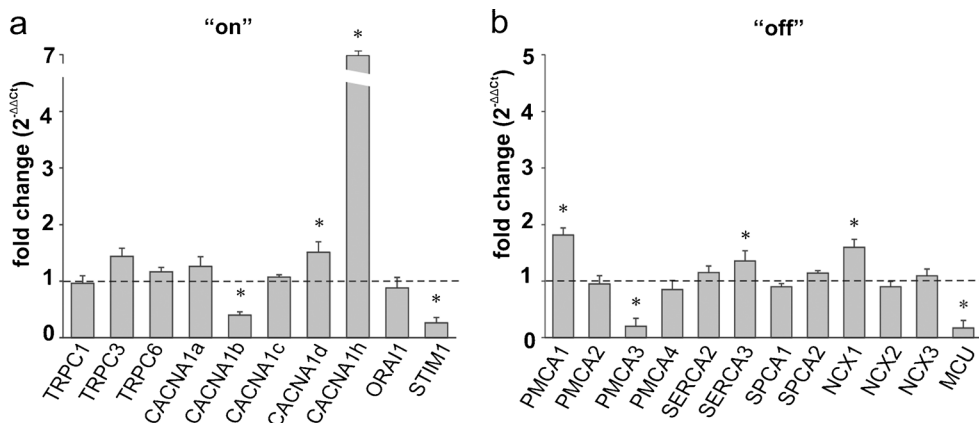 a
“on”
fold change (2^-ΔΔCt)
7
4
3
2
1
0
*
*
*
*
TRPC1
TRPC3
TRPC6
CACNA1a
CACNA1b
CACNA1c
CACNA1d
CACNA1h
ORAI1
STIM1
b
“off”
fold change (2^-ΔΔCt)
5
4
3
2
1
0
*
*
*
*
*
PMCA1
PMCA2
PMCA3
PMCA4
SERCA2
SERCA3
SPCA1
SPCA2
NCX1
NCX2
NCX3
MCU